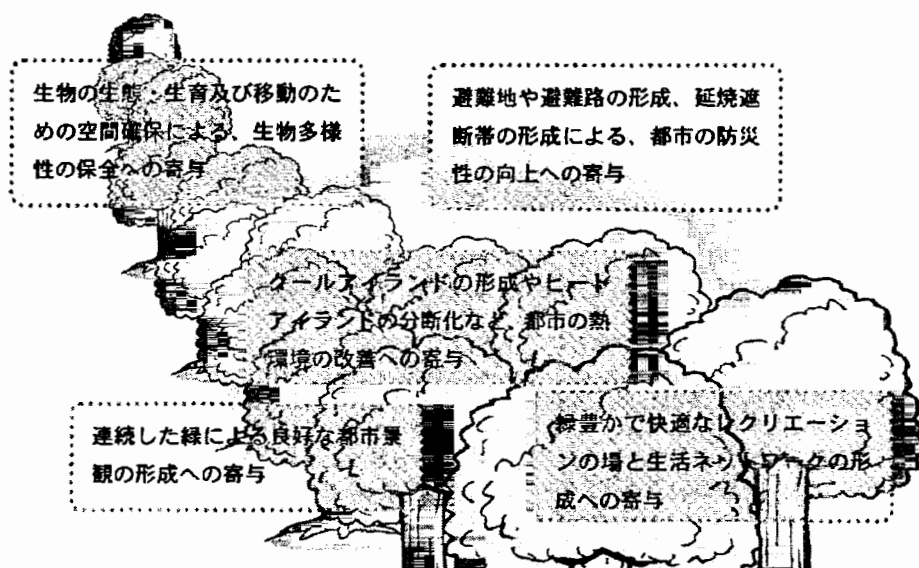 生物の生態・生育及び移動のた
めの空間確保による、生物多様
性の保全への寄与
避難地や避難路の形成、延焼遮
断帯の形成による、都市の防災
性の向上への寄与
クールアイランドの形成やヒート
アイランドの分断化など、都市の熱
環境の改善への寄与
連続した緑による良好な都市景
観の形成への寄与
緑豊かで快適なレクリエーショ
ンの場と生活ネットワークの形
成への寄与